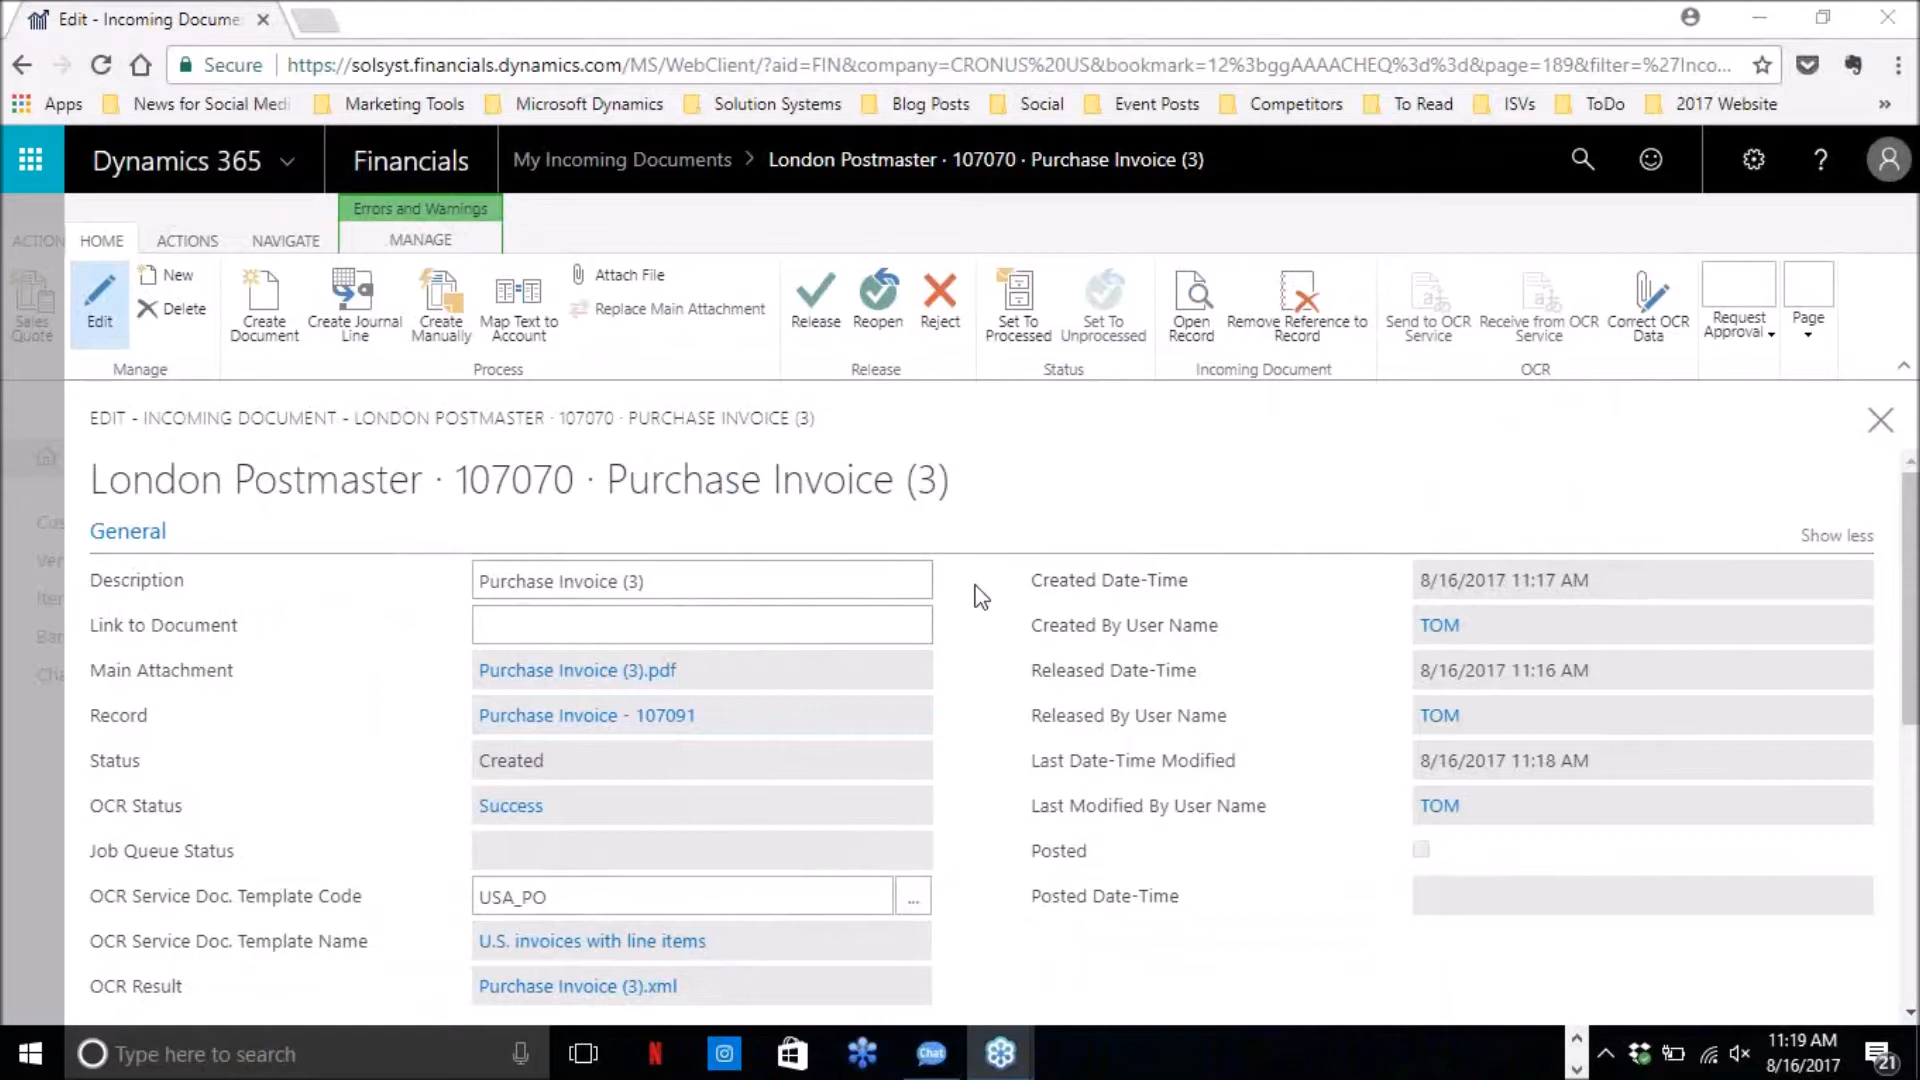 Edit - Incoming Docume
Secure https://solsyst.financials.dynamics.com/MS/WebClient/?aid=FIN&company=CRONUS%20US&bookmark=12%3bggAAAACHEQ%3d%3d&page=189&filter=%27Inco...
Apps News for Social Medi Marketing Tools Microsoft Dynamics Solution Systems Blog Posts Social Event Posts Competitors To Read ISVs ToDo 2017 Website »
Dynamics 365 Financials My Incoming Documents > London Postmaster · 107070 · Purchase Invoice (3) ?
Errors and Warnings
ACTION HOME ACTIONS NAVIGATE MANAGE
Sales Quote
Edit
New
Delete
Manage
Create Document
Create Journal Line
Create Manually
Map Text to Account
Attach File
Replace Main Attachment
Process
Release
Reopen
Reject
Release
Set To Processed
Set To Unprocessed
Status
Open Record
Remove Reference to Record
Incoming Document
Send to OCR Service
Receive from OCR Service
Correct OCR Data
OCR
Request Approval
Page
EDIT - INCOMING DOCUMENT - LONDON POSTMASTER · 107070 · PURCHASE INVOICE (3)
London Postmaster · 107070 · Purchase Invoice (3)
General
Show less
Description Purchase Invoice (3)
Link to Document
Main Attachment Purchase Invoice (3).pdf
Record Purchase Invoice - 107091
Status Created
OCR Status Success
Job Queue Status
OCR Service Doc. Template Code USA_PO ...
OCR Service Doc. Template Name U.S. invoices with line items
OCR Result Purchase Invoice (3).xml
Created Date-Time 8/16/2017 11:17 AM
Created By User Name TOM
Released Date-Time 8/16/2017 11:16 AM
Released By User Name TOM
Last Date-Time Modified 8/16/2017 11:18 AM
Last Modified By User Name TOM
Posted
Posted Date-Time
Cus
Ver
Iter
Ban
Cha
Type here to search
Chat
11:19 AM
8/16/2017
21